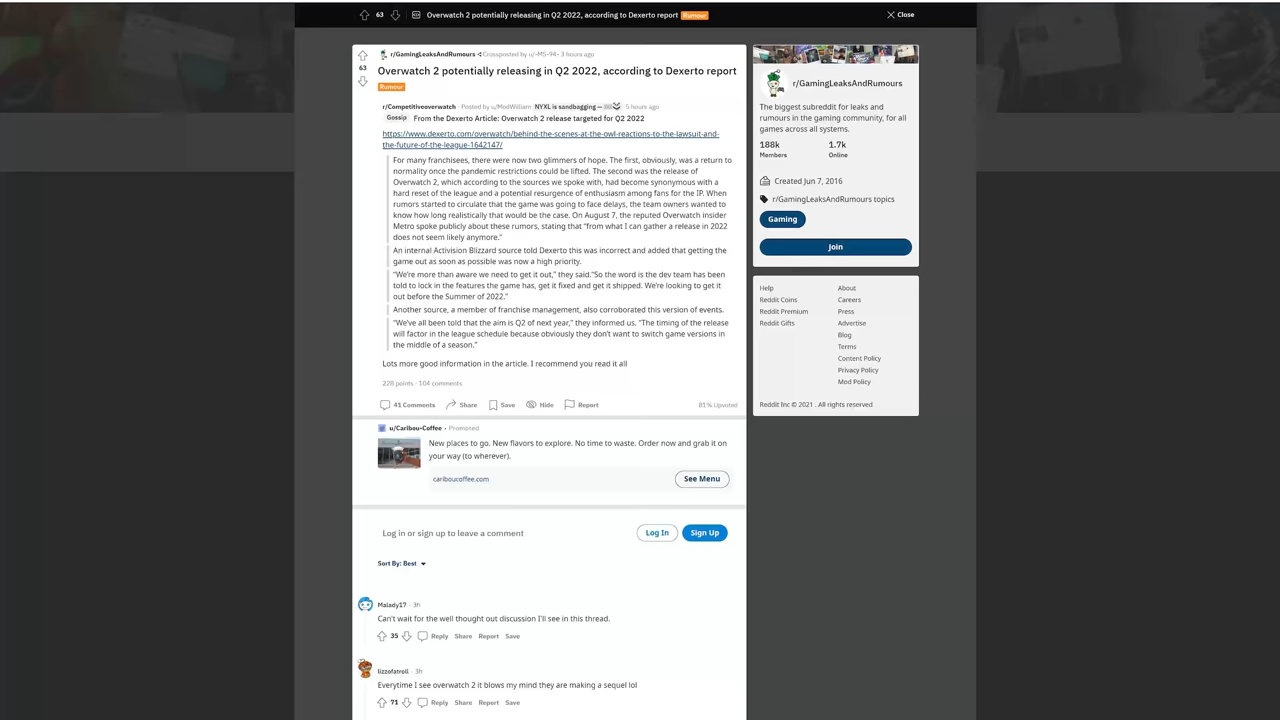 63
Overwatch 2 potentially releasing in Q2 2022, according to Dexerto report Rumour
Close
r/GamingLeaksAndRumours Crossposted by u/-MS-94- 3 hours ago
63
Overwatch 2 potentially releasing in Q2 2022, according to Dexerto report
Rumour
r/Competitiveoverwatch · Posted by u/ModWilliam NYXL is sandbagging — 5 hours ago
Gossip From the Dexerto Article: Overwatch 2 release targeted for Q2 2022
https://www.dexerto.com/overwatch/behind-the-scenes-at-the-owl-reactions-to-the-lawsuit-and-
the-future-of-the-league-1642147/
For many franchisees, there were now two glimmers of hope. The first, obviously, was a return to
normality once the pandemic restrictions could be lifted. The second was the release of
Overwatch 2, which according to the sources we spoke with, had become synonymous with a
hard reset of the league and a potential resurgence of enthusiasm among fans for the IP. When
rumors started to circulate that the game was going to face delays, the team owners wanted to
know how long realistically that would be the case. On August 7, the reputed Overwatch insider
Metro spoke publicly about these rumors, stating that "from what I can gather a release in 2022
does not seem likely anymore."
An internal Activision Blizzard source told Dexerto this was incorrect and added that getting the
game out as soon as possible was now a high priority.
"We're more than aware we need to get it out," they said."So the word is the dev team has been
told to lock in the features the game has, get it fixed and get it shipped. We're looking to get it
out before the Summer of 2022."
Another source, a member of franchise management, also corroborated this version of events.
"We've all been told that the aim is Q2 of next year," they informed us. "The timing of the release
will factor in the league schedule because obviously they don't want to switch game versions in
the middle of a season."
Lots more good information in the article. I recommend you read it all
228 points · 104 comments
41 Comments Share Save Hide Report 81% Upvoted
u/Caribou-Coffee · Promoted
New places to go. New flavors to explore. No time to waste. Order now and grab it on
your way (to wherever).
cariboucoffee.com See Menu
Log in or sign up to leave a comment Log In Sign Up
Sort By: Best
Malady17 · 3h
Can't wait for the well thought out discussion I'll see in this thread.
35 Reply Share Report Save
lizzofatroll · 3h
Everytime I see overwatch 2 it blows my mind they are making a sequel lol
71 Reply Share Report Save
r/GamingLeaksAndRumours
The biggest subreddit for leaks and
rumours in the gaming community, for all
games across all systems.
188k 1.7k
Members Online
Created Jun 7, 2016
r/GamingLeaksAndRumours topics
Gaming
Join
Help About
Reddit Coins Careers
Reddit Premium Press
Reddit Gifts Advertise
Blog
Terms
Content Policy
Privacy Policy
Mod Policy
Reddit Inc © 2021 . All rights reserved